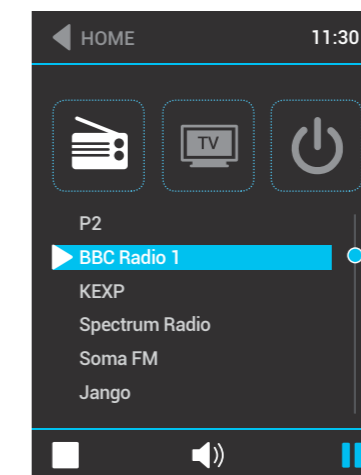 HOME 11:30
TV
P2
BBC Radio 1
KEXP
Spectrum Radio
Soma FM
Jango